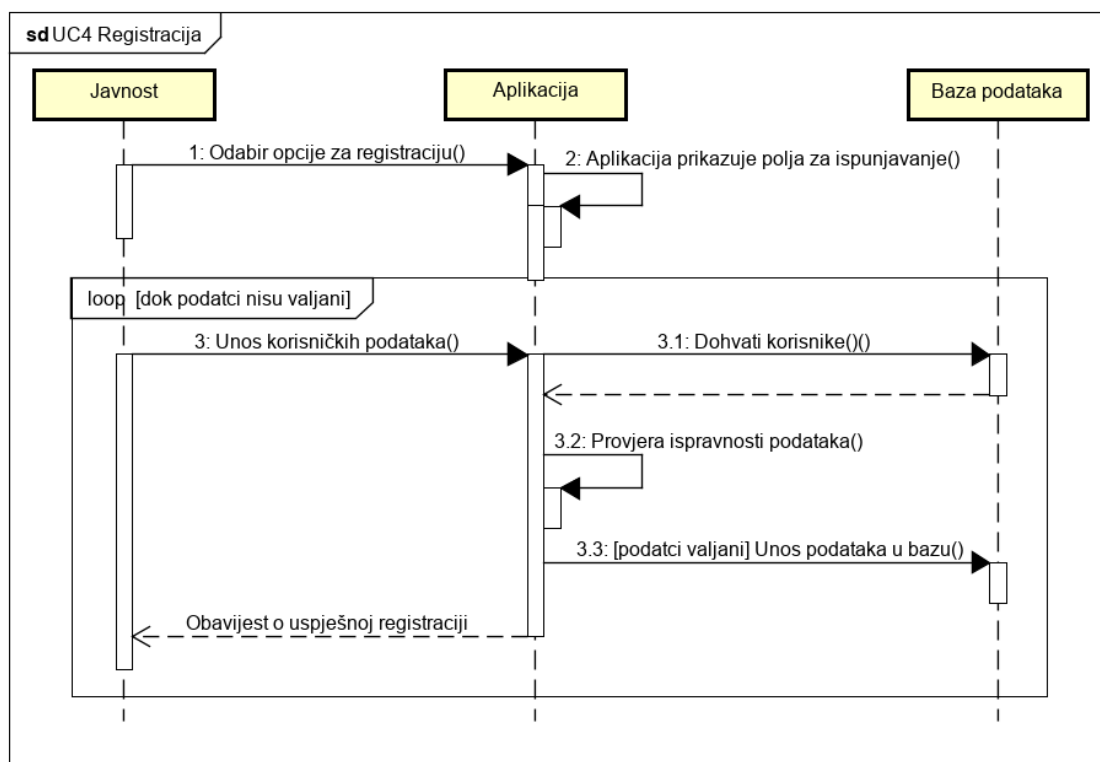 sd UC4 Registracija
Javnost
Aplikacija
Baza podataka
1: Odabir opcije za registraciju()
2: Aplikacija prikazuje polja za ispunjavanje()
loop [dok podatci nisu valjani]
3: Unos korisničkih podataka()
3.1: Dohvati korisnike()()
3.2: Provjera ispravnosti podataka()
3.3: [podatci valjani] Unos podataka u bazu()
Obavijest o uspješnoj registraciji